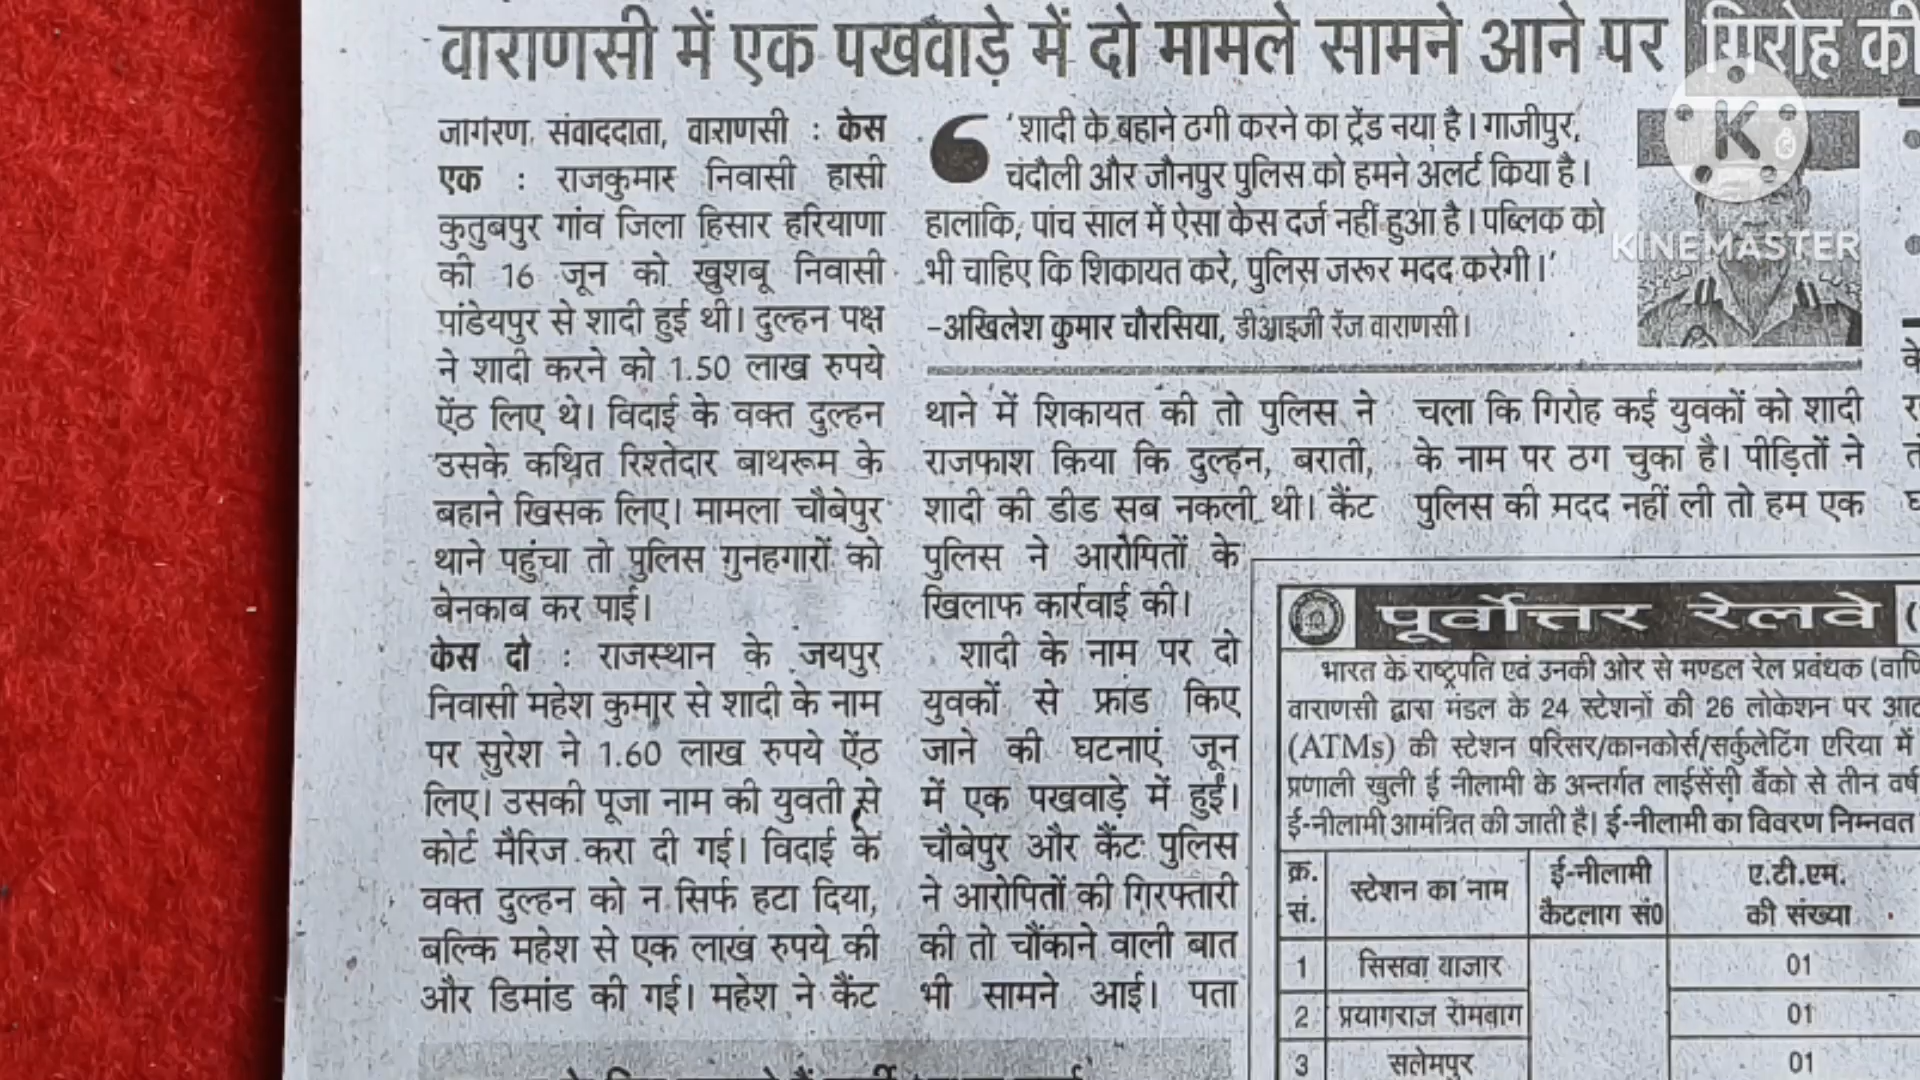 वाराणसी में एक पखवाड़े में दो मामले सामने आने पर गिरोह की
जागरण संवाददाता, वाराणसी : केस
एक : राजकुमार निवासी हासी
कुतुबपुर गांव जिला हिसार हरियाणा
की 16 जून को खुशबू निवासी
पांडेयपुर से शादी हुई थी। दुल्हन पक्ष
ने शादी करने को 1.50 लाख रुपये
ऐंठ लिए थे। विदाई के वक्त दुल्हन
उसके कथित रिश्तेदार बाथरूम के
बहाने खिसक लिए। मामला चौबेपुर
थाने पहुंचा तो पुलिस गुनहगारों को
बेनकाब कर पाई।
केस दो : राजस्थान के जयपुर
निवासी महेश कुमार से शादी के नाम
पर सुरेश ने 1.60 लाख रुपये ऐंठ
लिए। उसकी पूजा नाम की युवती से
कोर्ट मैरिज करा दी गई। विदाई के
वक्त दुल्हन को न सिर्फ हटा दिया,
बल्कि महेश से एक लाख रुपये की
और डिमांड की गई। महेश ने कैंट
'शादी के बहाने ठगी करने का ट्रेंड नया है। गाजीपुर,
चंदौली और जौनपुर पुलिस को हमने अलर्ट किया है।
हालाकि, पांच साल में ऐसा केस दर्ज नहीं हुआ है। पब्लिक को
भी चाहिए कि शिकायत करे, पुलिस जरूर मदद करेगी।'
-अखिलेश कुमार चौरसिया, डीआइजी रेंज वाराणसी।
K
KINEMASTER
थाने में शिकायत की तो पुलिस ने
राजफाश किया कि दुल्हन, बराती,
शादी की डीड सब नकली थी। कैंट
पुलिस ने आरोपितों के
खिलाफ कार्रवाई की।
शादी के नाम पर दो
युवकों से फ्रांड किए
जाने की घटनाएं जून
में एक पखवाड़े में हुईं।
चौबेपुर और कैंट पुलिस
ने आरोपितों की गिरफ्तारी
की तो चौंकाने वाली बात
भी सामने आई। पता
चला कि गिरोह कई युवकों को शादी
के नाम पर ठग चुका है। पीड़ितों ने
पुलिस की मदद नहीं ली तो हम एक
पूर्वोत्तर रेलवे (
भारत के राष्ट्रपति एवं उनकी ओर से मण्डल रेल प्रबंधक
वाराणसी द्वारा मंडल के 24 स्टेशनों की 26 लोकेशन पर
(ATMs) की स्टेशन परिसर/कानकोर्स/सर्कुलेटिंग एरिया में
प्रणाली खुली ई नीलामी के अन्तर्गत लाईसेंसी बैंको से तीन वर्ष
ई-नीलामी आमंत्रित की जाती है। ई-नीलामी का विवरण निम्नवत
क्र. सं. स्टेशन का नाम ई-नीलामी कैटलाग सं0 ए.टी.एम. की संख्या
1 सिसवा बाजार 01
2 प्रयागराज रामबाग 01
3 सलेमपुर 01